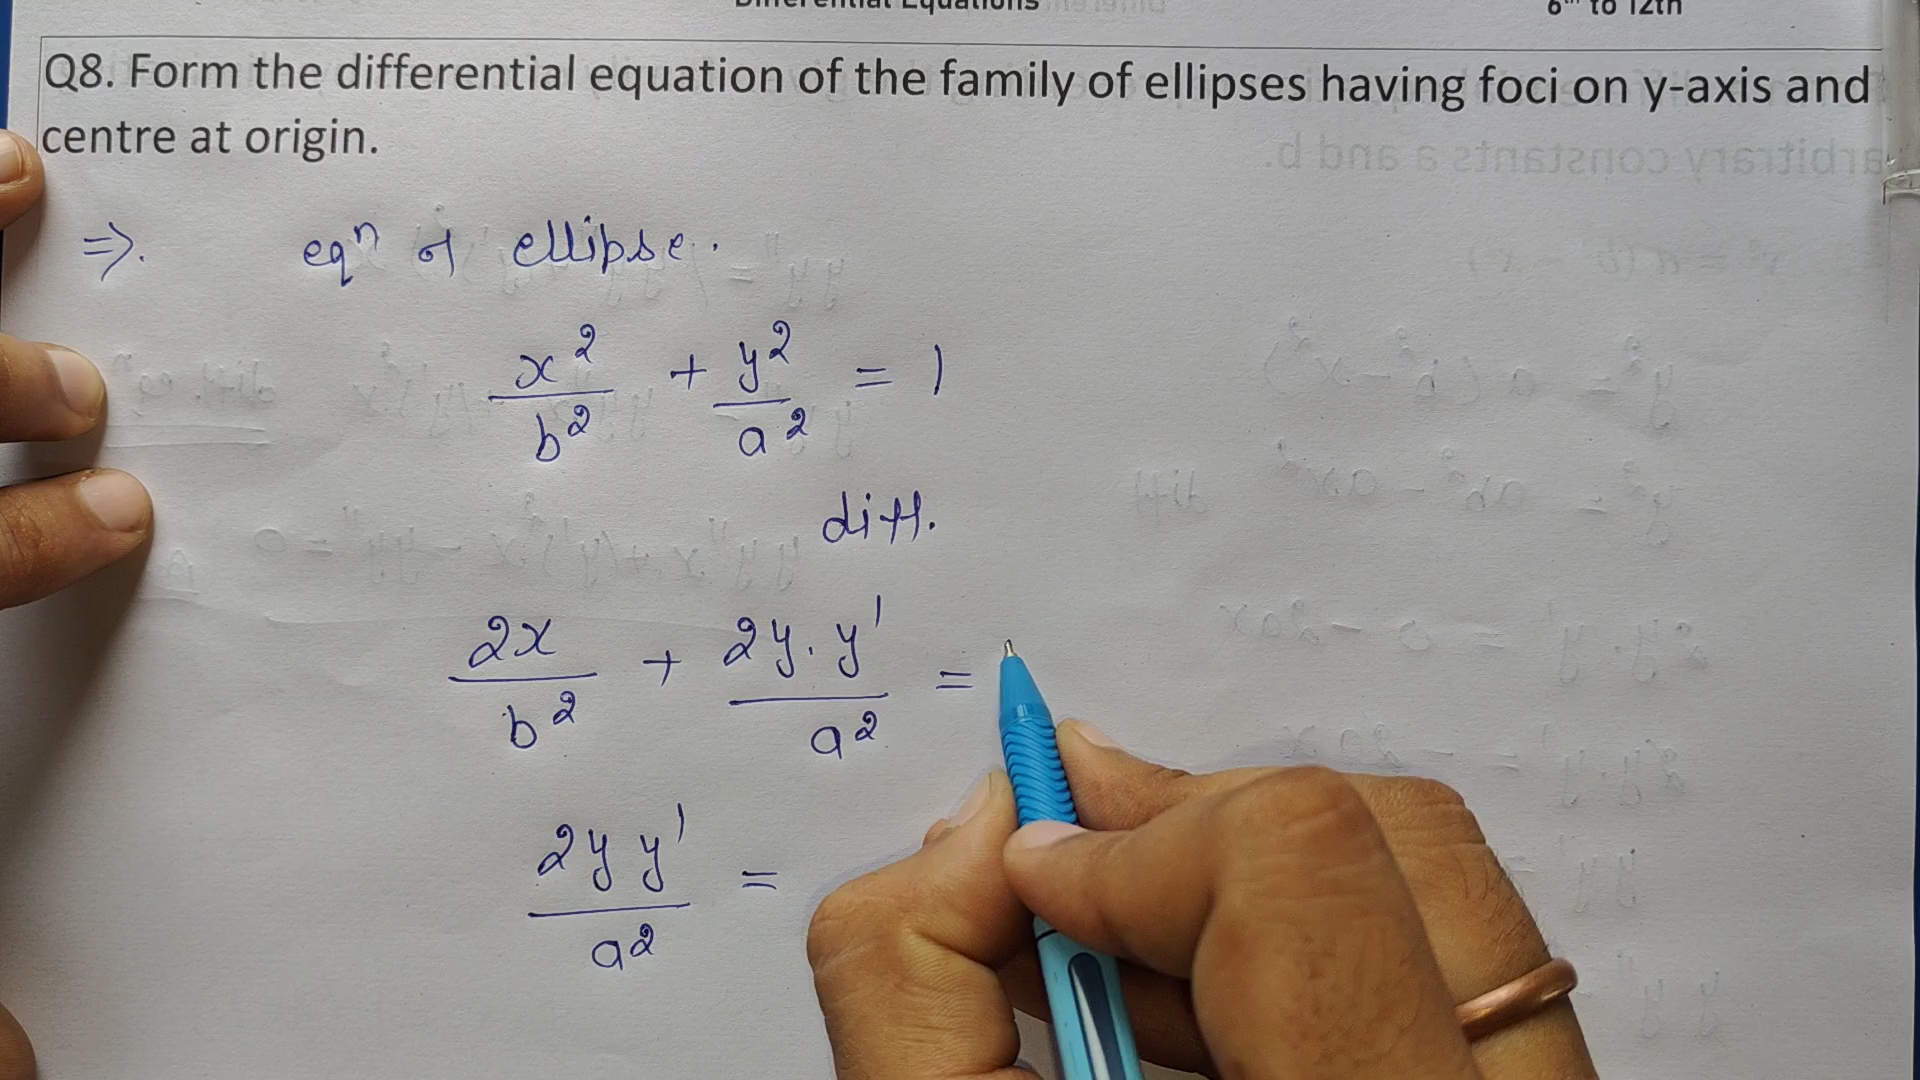 Differential Equations 6th to 12th
Q8. Form the differential equation of the family of ellipses having foci on y-axis and
centre at origin.
⇒. eqⁿ of ellipse.
x²/b² + y²/a² = 1
diff.
2x/b² + 2y.y'/a² =
2yy'/a² =